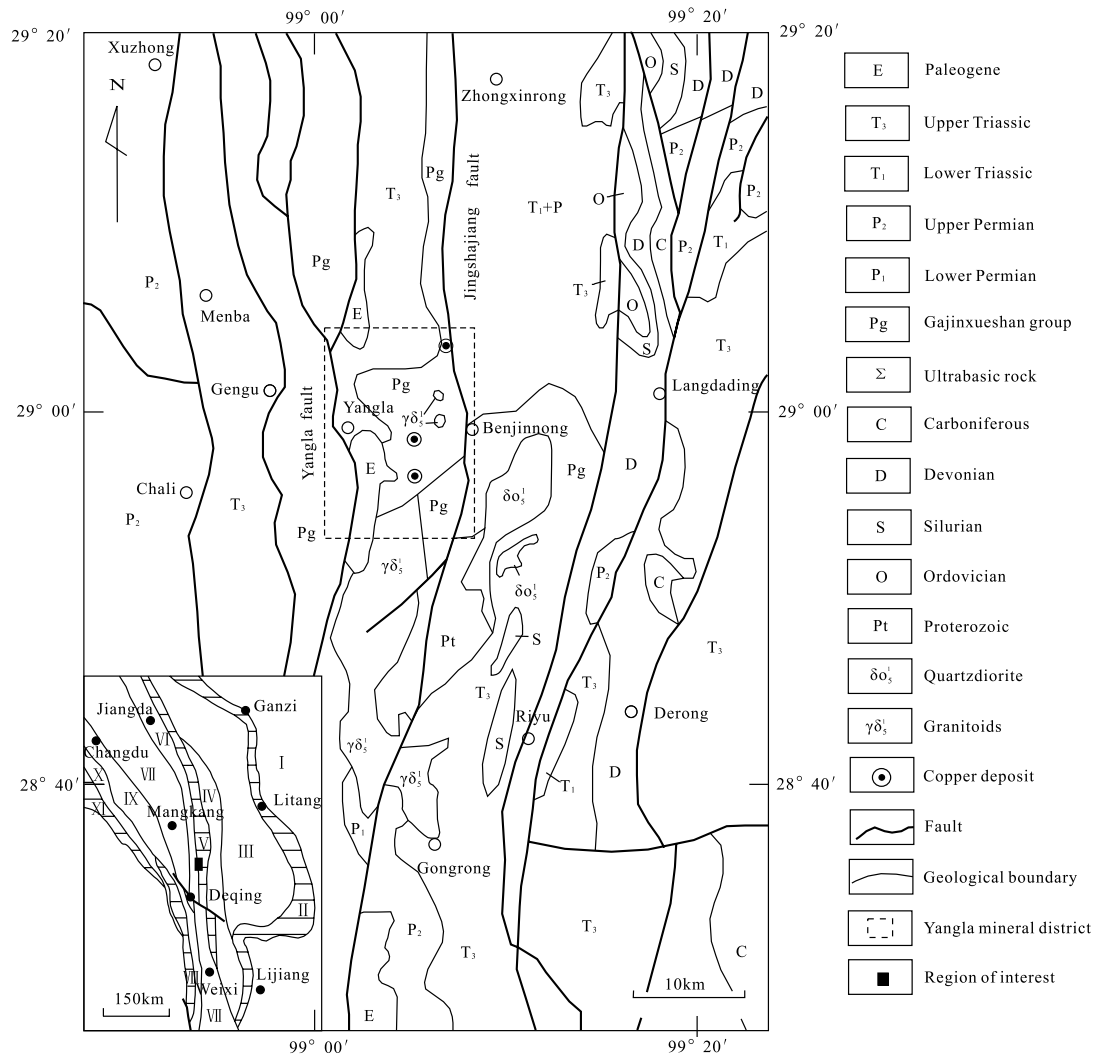 99° 00′
99° 20′
29° 20′
29° 20′
Xuzhong
N
Zhongxinrong
O
S
D
D
D
T₃
P₂
P₂
P₂
Pg
T₃
Jingshajiang fault
T₁+P
O
D
C
P₂
T₁
Pg
P₂
Menba
E
T₃
O
S
T₃
Gengu
Pg
Langdading
29° 00′
29° 00′
Yangla fault
Yangla
γδ₅¹
Benjinnong
E
Pg
D
Chali
P₂
T₃
δo₅¹
Pg
Pg
γδ₅¹
δo₅¹
P₂
C
Pt
S
T₃
T₃
T₃
Riyu
Derong
γδ₅¹
S
γδ₅¹
T₁
D
28° 40′
28° 40′
P₁
Gongrong
P₂
T₃
T₃
C
E
10km
99° 00′
99° 20′
Jiangda
Ganzi
Changdu
VI
I
X
VII
IX
IV
XI
Mangkang
Litang
V
III
Deqing
II
VII
Weixi
Lijiang
VII
150km
E Paleogene
T₃ Upper Triassic
T₁ Lower Triassic
P₂ Upper Permian
P₁ Lower Permian
Pg Gajinxueshan group
Σ Ultrabasic rock
C Carboniferous
D Devonian
S Silurian
O Ordovician
Pt Proterozoic
δo₅¹ Quartzdiorite
γδ₅¹ Granitoids
Copper deposit
Fault
Geological boundary
Yangla mineral district
Region of interest